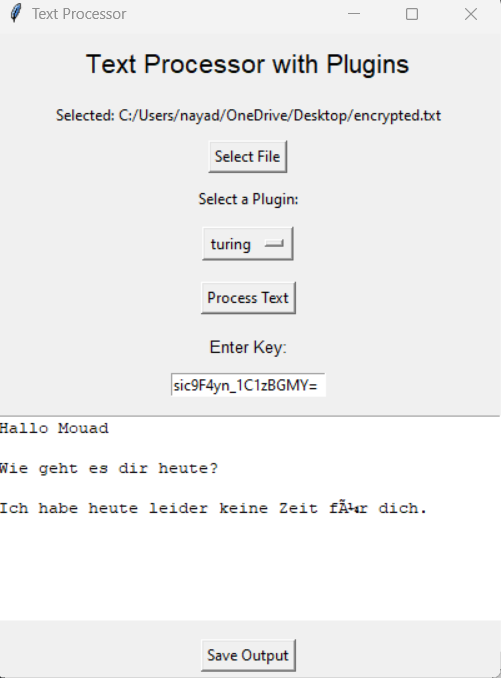 Text Processor
Text Processor with Plugins
Selected: C:/Users/nayad/OneDrive/Desktop/encrypted.txt
Select File
Select a Plugin:
turing
Process Text
Enter Key:
sic9F4yn_1C1zBGMY=
Hallo Mouad
Wie geht es dir heute?
Ich habe heute leider keine Zeit fÃ¼r dich.
Save Output